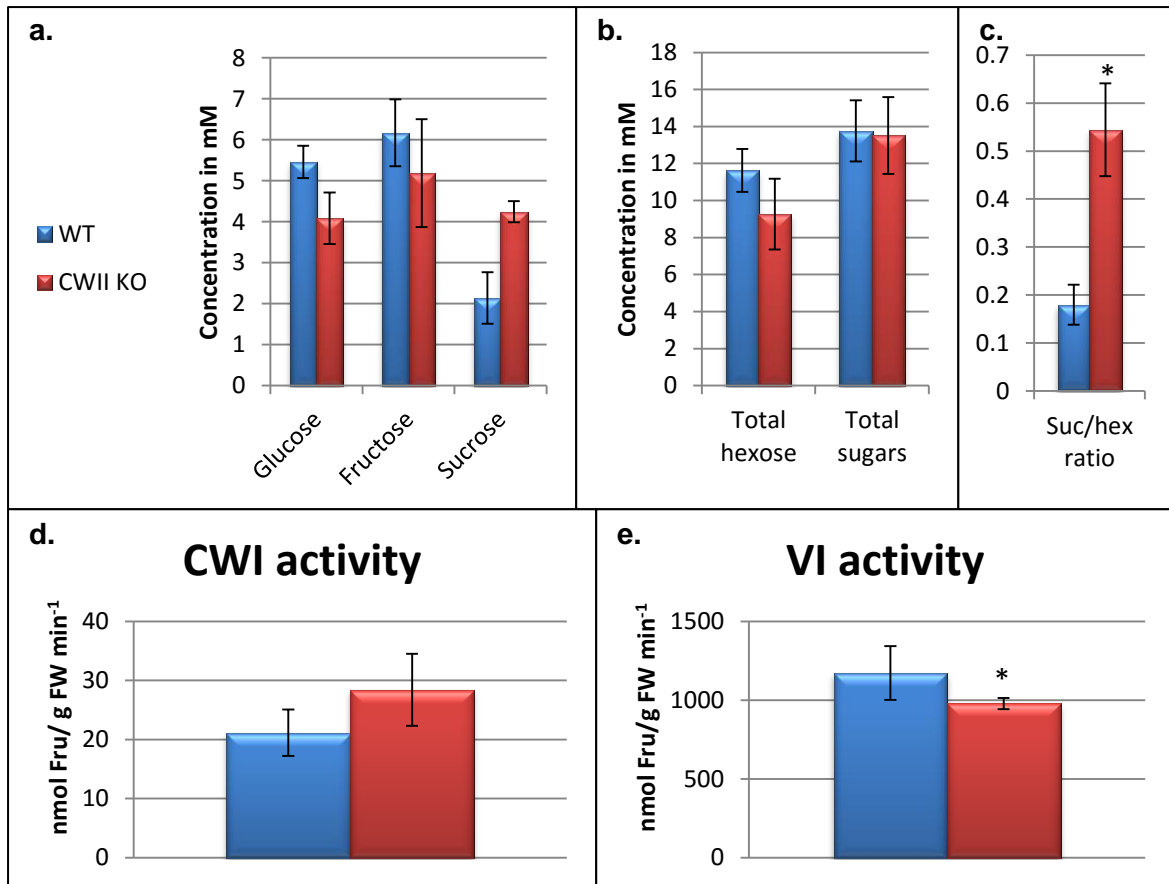 a.
8
7
6
5
4
3
2
1
0
Concentration in mM
WT
CWII KO
Glucose
Fructose
Sucrose
b.
18
16
14
12
10
8
6
4
2
0
Concentration in mM
Total
hexose
Total
sugars
c.
0.7
0.6
0.5
0.4
0.3
0.2
0.1
0
*
Suc/hex
ratio
d.
CWI activity
nmol Fru/ g FW min⁻¹
40
30
20
10
0
e.
VI activity
nmol Fru/g FW min⁻¹
1500
1000
500
0
*